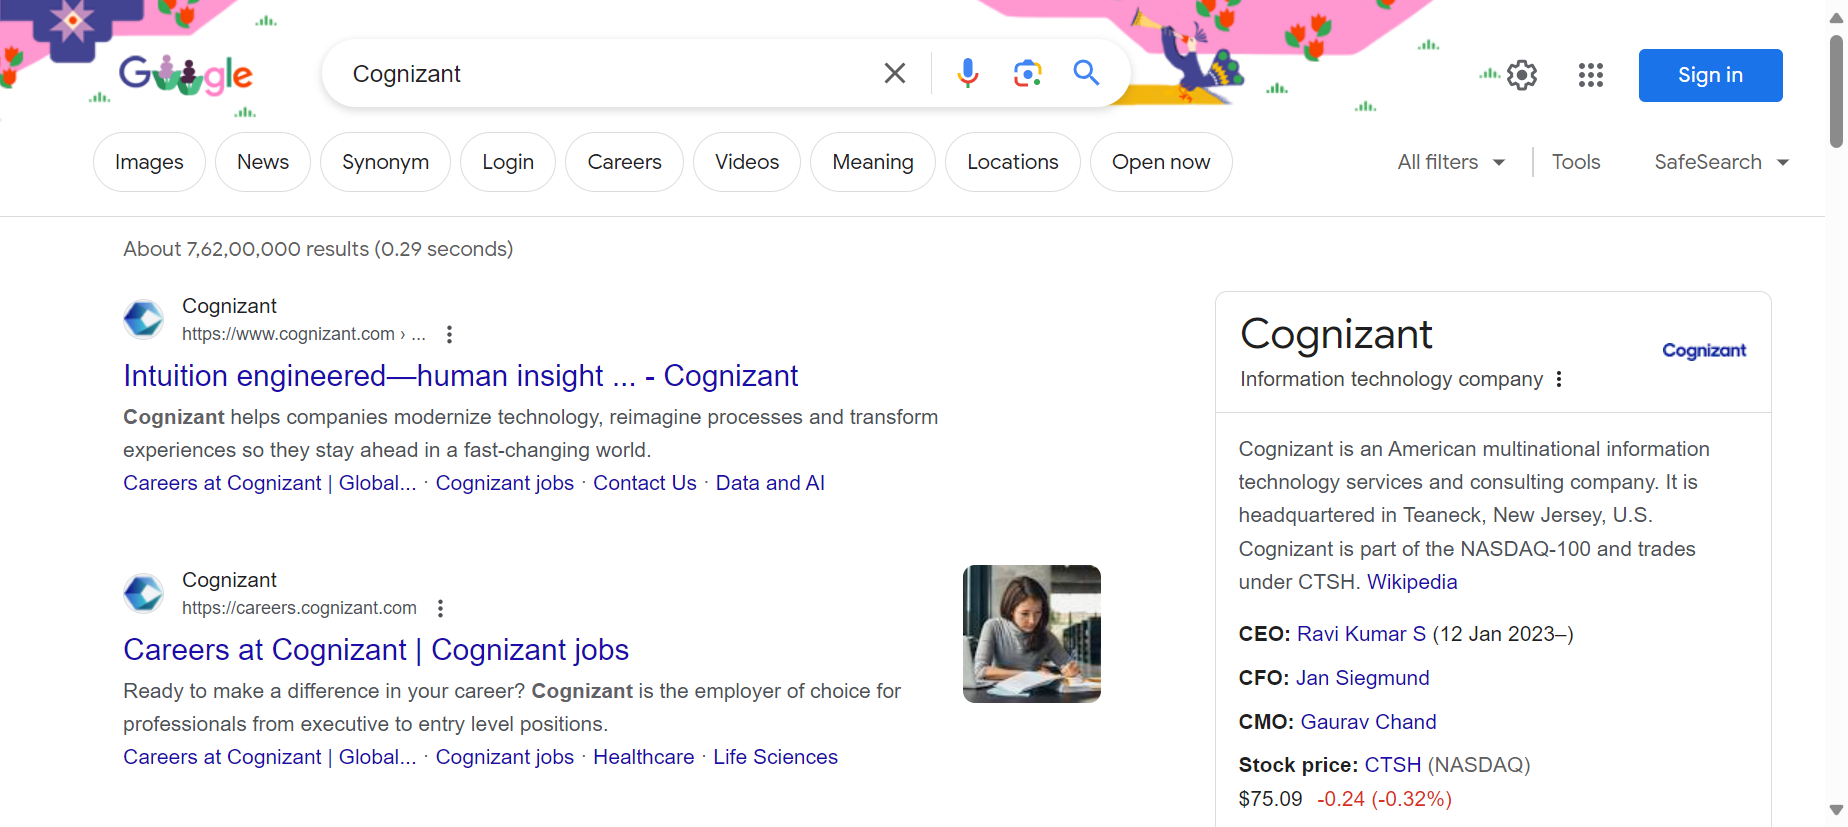 Google
Cognizant
Sign in
Images
News
Synonym
Login
Careers
Videos
Meaning
Locations
Open now
All filters
Tools
SafeSearch
About 7,62,00,000 results (0.29 seconds)
Cognizant
https://www.cognizant.com › ...
Intuition engineered—human insight ... - Cognizant
Cognizant helps companies modernize technology, reimagine processes and transform
experiences so they stay ahead in a fast-changing world.
Careers at Cognizant | Global... · Cognizant jobs · Contact Us · Data and AI
Cognizant
https://careers.cognizant.com
Careers at Cognizant | Cognizant jobs
Ready to make a difference in your career? Cognizant is the employer of choice for
professionals from executive to entry level positions.
Careers at Cognizant | Global... · Cognizant jobs · Healthcare · Life Sciences
Cognizant
Cognizant
Information technology company
Cognizant is an American multinational information
technology services and consulting company. It is
headquartered in Teaneck, New Jersey, U.S.
Cognizant is part of the NASDAQ-100 and trades
under CTSH. Wikipedia
CEO: Ravi Kumar S (12 Jan 2023–)
CFO: Jan Siegmund
CMO: Gaurav Chand
Stock price: CTSH (NASDAQ)
$75.09 -0.24 (-0.32%)